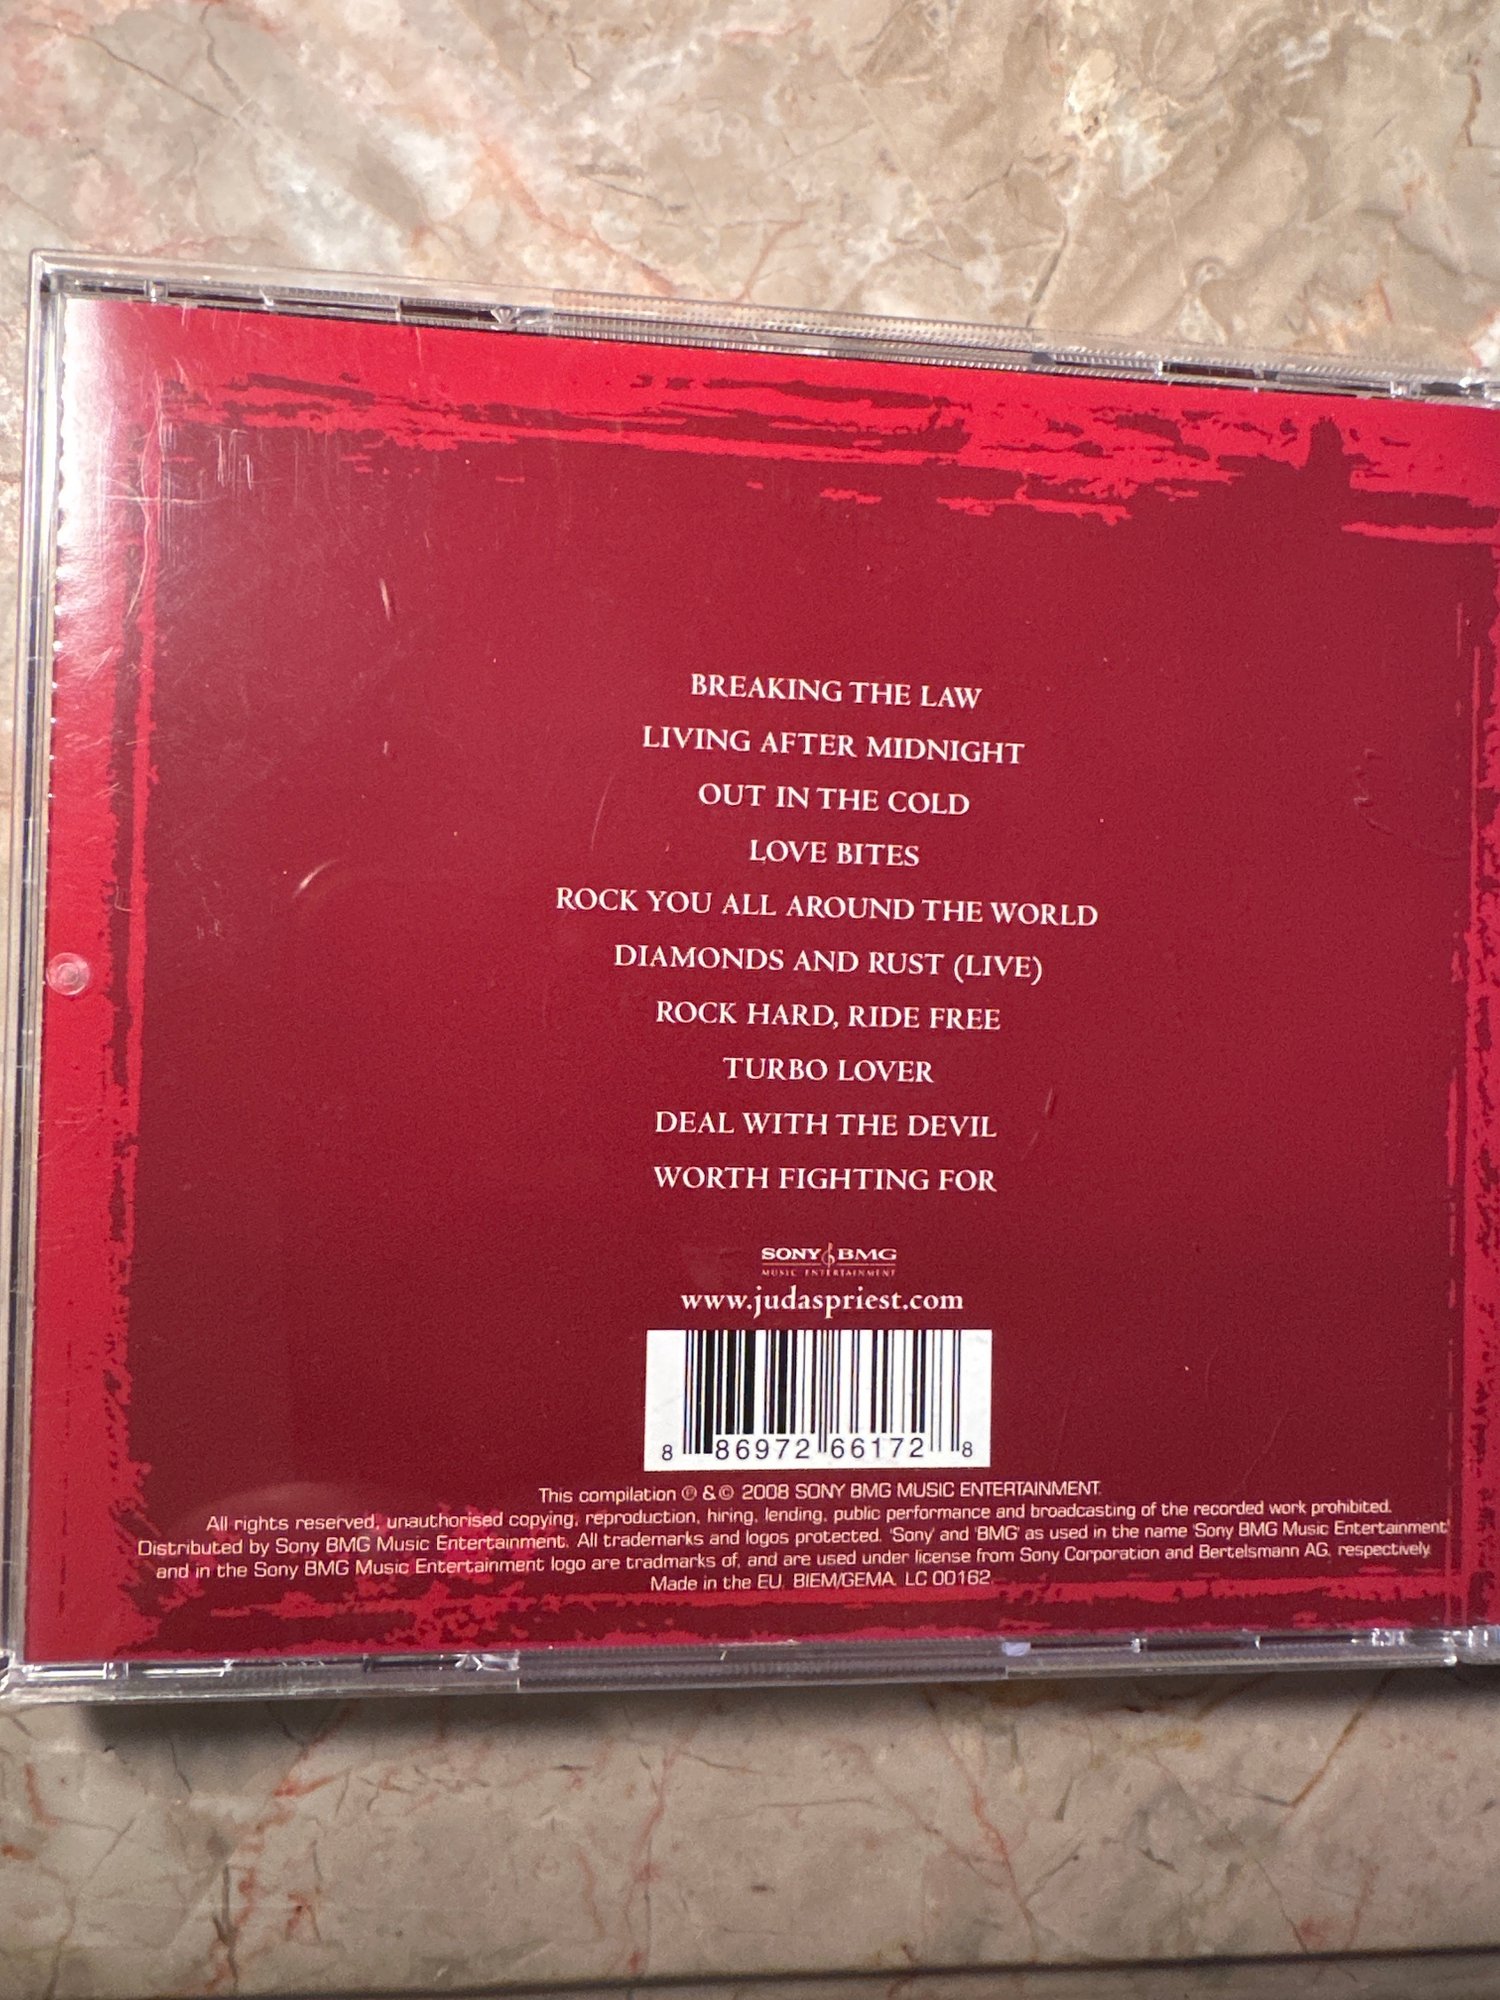 BREAKING THE LAW
LIVING AFTER MIDNIGHT
OUT IN THE COLD
LOVE BITES
ROCK YOU ALL AROUND THE WORLD
DIAMONDS AND RUST (LIVE)
ROCK HARD, RIDE FREE
TURBO LOVER
DEAL WITH THE DEVIL
WORTH FIGHTING FOR
SONY BMG
MUSIC ENTERTAINMENT
www.judaspriest.com
8 86972 66172 8
This compilation ℗ & © 2008 SONY BMG MUSIC ENTERTAINMENT.
All rights reserved, unauthorised copying, reproduction, hiring, lending, public performance and broadcasting of the recorded work prohibited.
Distributed by Sony BMG Music Entertainment. All trademarks and logos protected. 'Sony' and 'BMG' as used in the name 'Sony BMG Music Entertainment'
and in the Sony BMG Music Entertainment logo are tradmarks of, and are used under license from Sony Corporation and Bertelsmann AG, respectively.
Made in the EU. BIEM/GEMA. LC 00162.